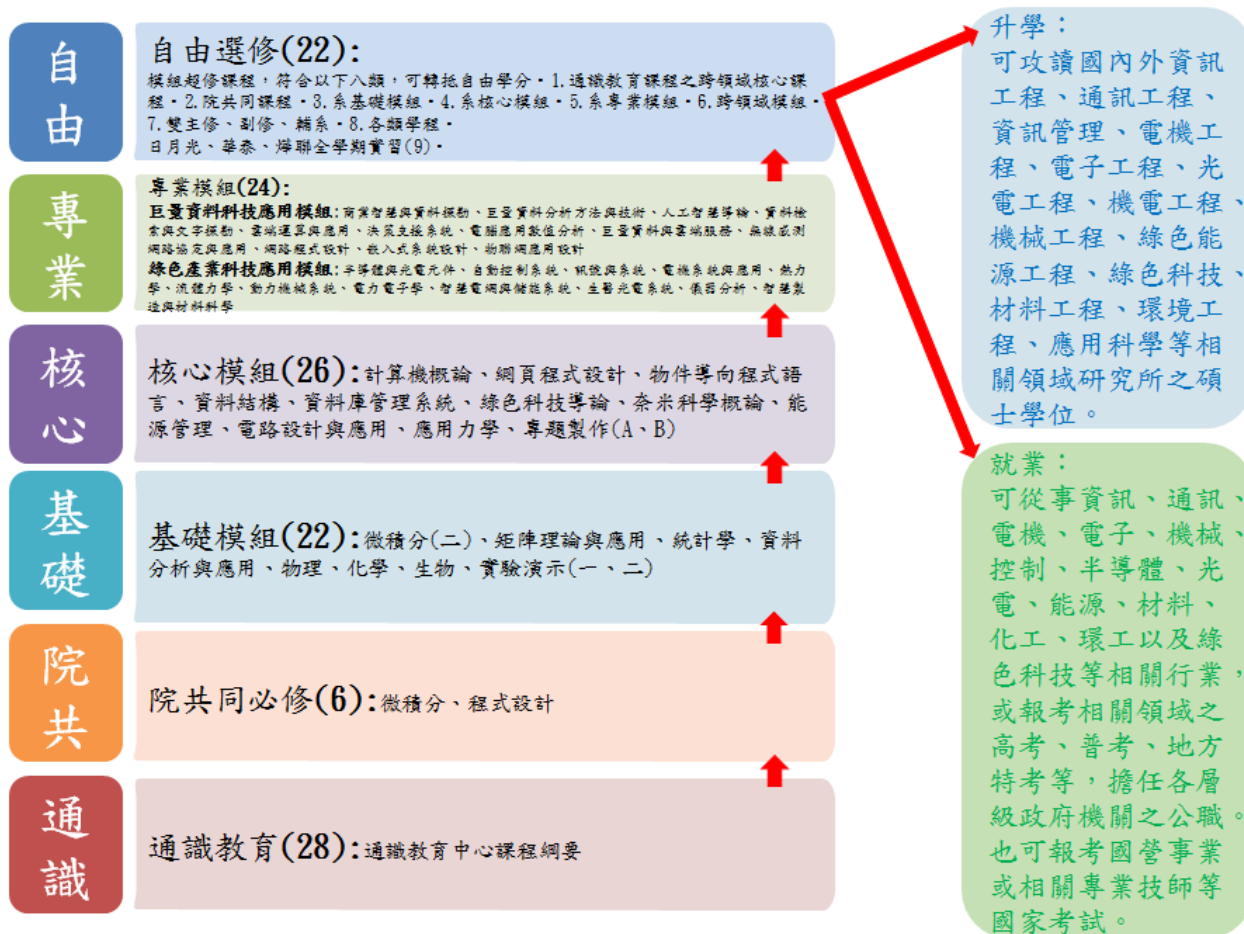 自由
自由選修(22):
模組超修課程，符合以下八類，可轉抵自由學分。1.通識教育課程之跨領域核心課
程。2.院共同課程。3.系基礎模組。4.系核心模組。5.系專業模組。6.跨領域模組。
7.雙主修、副修、輔系。8.各類學程。
日月光、華泰、燁聯全學期實習(9)。
專業
專業模組(24):
巨量資料科技應用模組:商業智慧與資料探勘、巨量資料分析方法與技術、人工智慧導論、資料檢
索與文字探勘、雲端運算與應用、決策支援系統、電腦應用數值分析、巨量資料與雲端服務、無線感測
網路協定與應用、網路程式設計、嵌入式系統設計、物聯網應用設計
綠色產業科技應用模組:半導體與光電元件、自動控制系統、訊號與系統、電機系統與應用、熱力
學、流體力學、動力機械系統、電力電子學、智慧電網與儲能系統、生醫光電系統、儀器分析、智慧製
造與材料科學
核心
核心模組(26):計算機概論、網頁程式設計、物件導向程式語
言、資料結構、資料庫管理系統、綠色科技導論、奈米科學概論、能
源管理、電路設計與應用、應用力學、專題製作(A、B)
基礎
基礎模組(22):微積分(二)、矩陣理論與應用、統計學、資料
分析與應用、物理、化學、生物、實驗演示(一、二)
院共
院共同必修(6):微積分、程式設計
通識
通識教育(28):通識教育中心課程綱要
升學：
可攻讀國內外資訊
工程、通訊工程、
資訊管理、電機工
程、電子工程、光
電工程、機電工程、
機械工程、綠色能
源工程、綠色科技、
材料工程、環境工
程、應用科學等相
關領域研究所之碩
士學位。
就業：
可從事資訊、通訊、
電機、電子、機械、
控制、半導體、光
電、能源、材料、
化工、環工以及綠
色科技等相關行業，
或報考相關領域之
高考、普考、地方
特考等，擔任各層
級政府機關之公職。
也可報考國營事業
或相關專業技師等
國家考試。